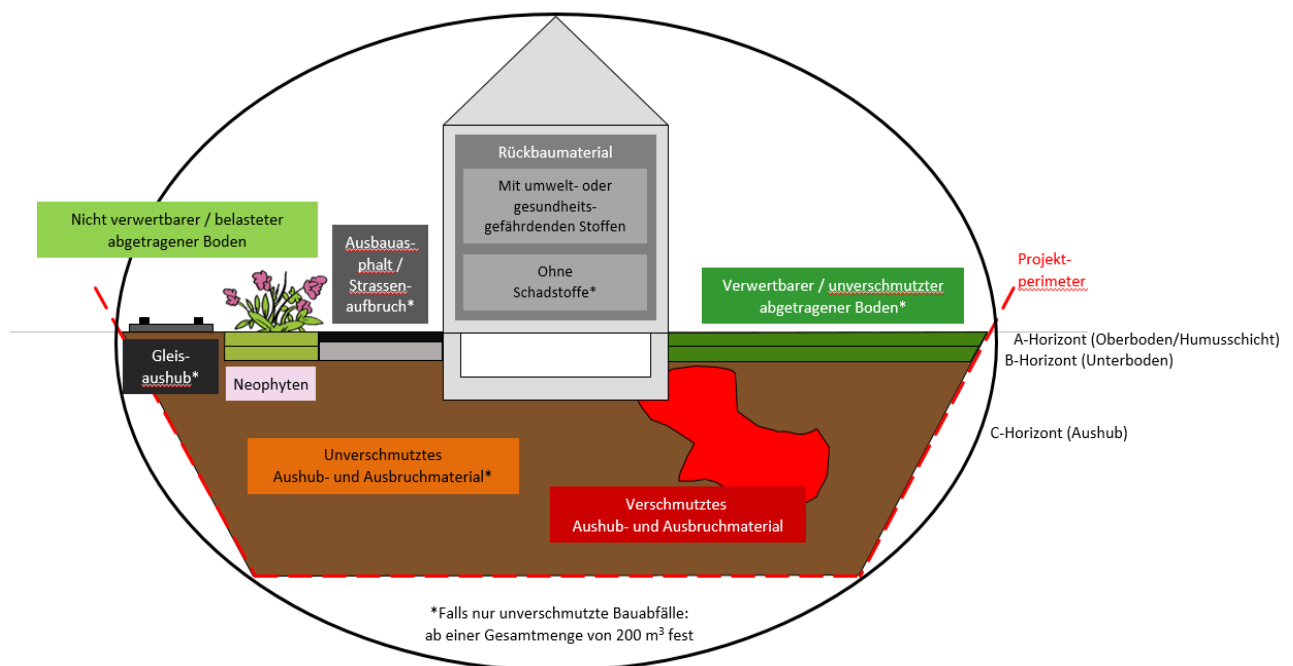 Rückbaumaterial
Mit umwelt- oder
gesundheits-
gefährdenden Stoffen
Ohne
Schadstoffe*
Nicht verwertbarer / belasteter
abgetragener Boden
Ausbauas-
phalt /
Strassen-
aufbruch*
Verwertbarer / unverschmutzter
abgetragener Boden*
Projekt-
perimeter
Gleis-
aushub*
Neophyten
A-Horizont (Oberboden/Humusschicht)
B-Horizont (Unterboden)
C-Horizont (Aushub)
Unverschmutztes
Aushub- und Ausbruchmaterial*
Verschmutztes
Aushub- und Ausbruchmaterial
*Falls nur unverschmutzte Bauabfälle:
ab einer Gesamtmenge von 200 m³ fest